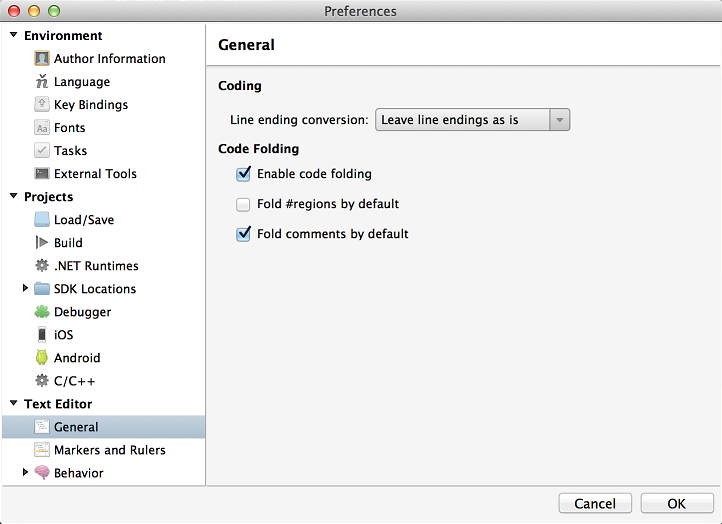 Preferences
Environment
Author Information
Language
Key Bindings
Fonts
Tasks
External Tools
Projects
Load/Save
Build
.NET Runtimes
SDK Locations
Debugger
iOS
Android
C/C++
Text Editor
General
Markers and Rulers
Behavior
General
Coding
Line ending conversion: Leave line endings as is
Code Folding
Enable code folding
Fold #regions by default
Fold comments by default
Cancel OK